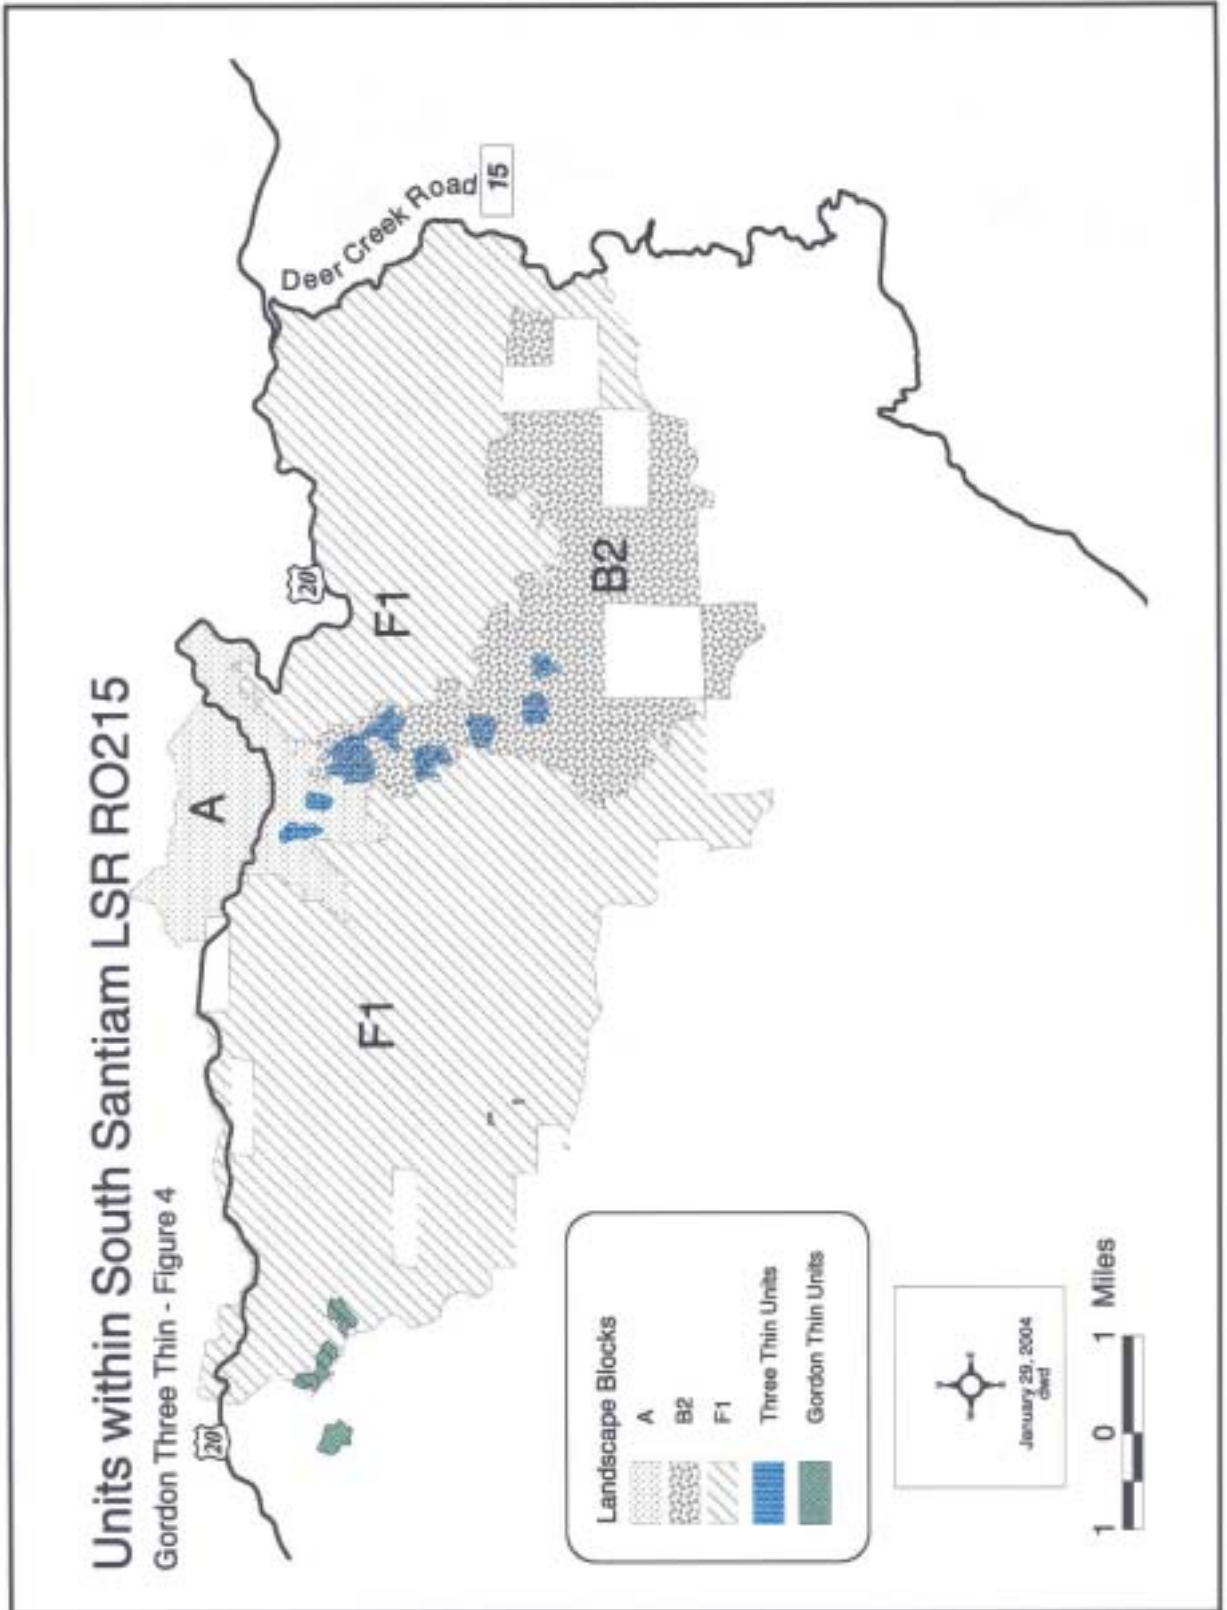 Units within South Santiam LSR RO215
Gordon Three Thin - Figure 4
20
A
F1
F1
20
B2
Deer Creek Road
15
Landscape Blocks
A
B2
F1
Three Thin Units
Gordon Thin Units
January 29, 2004
dwd
1 0 1 Miles